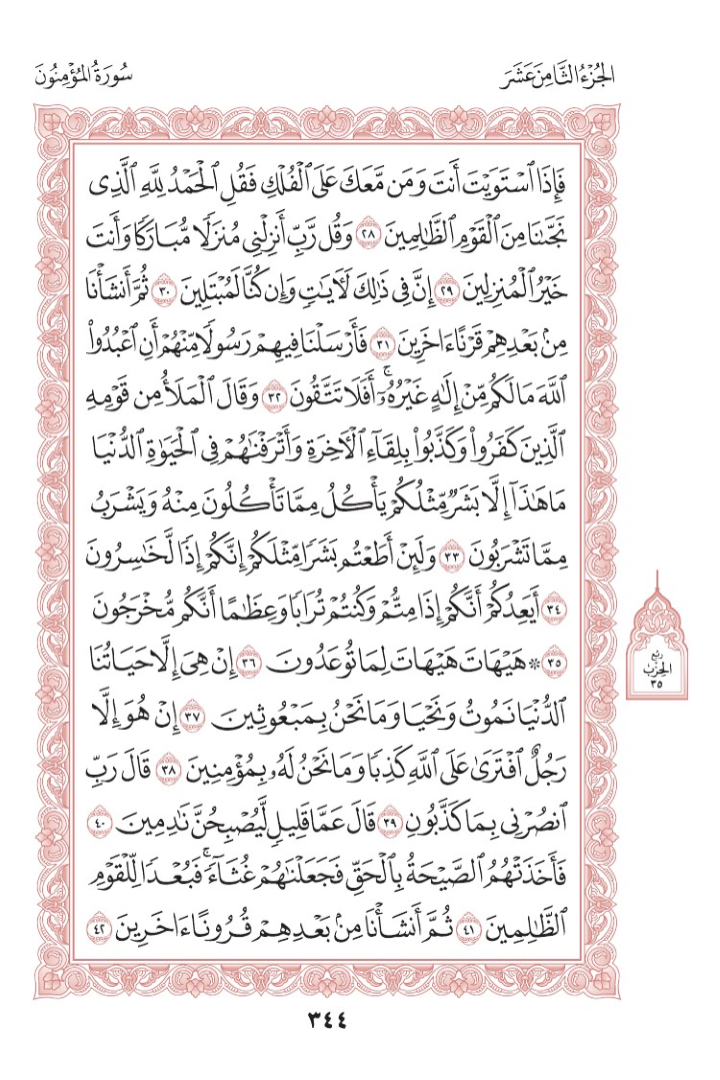 الجُزْءُ الثَّامِنَ عَشَرَ
سُورَةُ المُؤْمِنُونَ
فَإِذَا ٱسْتَوَيْتَ أَنتَ وَمَن مَّعَكَ عَلَى ٱلْفُلْكِ فَقُلِ ٱلْحَمْدُ لِلَّهِ ٱلَّذِى
نَجَّىٰنَا مِنَ ٱلْقَوْمِ ٱلظَّٰلِمِينَ ٢٨ وَقُل رَّبِّ أَنزِلْنِى مُنزَلًا مُّبَارَكًا وَأَنتَ
خَيْرُ ٱلْمُنزِلِينَ ٢٩ إِنَّ فِى ذَٰلِكَ لَءَايَٰتٍ وَإِن كُنَّا لَمُبْتَلِينَ ٣٠ ثُمَّ أَنشَأْنَا
مِنۢ بَعْدِهِمْ قَرْنًا ءَاخَرِينَ ٣١ فَأَرْسَلْنَا فِيهِمْ رَسُولًا مِّنْهُمْ أَنِ ٱعْبُدُوا۟
ٱللَّهَ مَا لَكُم مِّنْ إِلَٰهٍ غَيْرُهُۥٓ ۚ أَفَلَا تَتَّقُونَ ٣٢ وَقَالَ ٱلْمَلَأُ مِن قَوْمِهِ
ٱلَّذِينَ كَفَرُوا۟ وَكَذَّبُوا۟ بِلِقَآءِ ٱلْءَاخِرَةِ وَأَتْرَفْنَٰهُمْ فِى ٱلْحَيَوٰةِ ٱلدُّنْيَا
مَا هَٰذَآ إِلَّا بَشَرٌ مِّثْلُكُمْ يَأْكُلُ مِمَّا تَأْكُلُونَ مِنْهُ وَيَشْرَبُ
مِمَّا تَشْرَبُونَ ٣٣ وَلَئِنْ أَطَعْتُم بَشَرًا مِّثْلَكُمْ إِنَّكُمْ إِذًا لَّخَٰسِرُونَ
٣٤ أَيَعِدُكُمْ أَنَّكُمْ إِذَا مِتُّمْ وَكُنتُمْ تُرَابًا وَعِظَٰمًا أَنَّكُم مُّخْرَجُونَ
٣٥ ۞ هَيْهَاتَ هَيْهَاتَ لِمَا تُوعَدُونَ ٣٦ إِنْ هِىَ إِلَّا حَيَاتُنَا
ٱلدُّنْيَا نَمُوتُ وَنَحْيَا وَمَا نَحْنُ بِمَبْعُوثِينَ ٣٧ إِنْ هُوَ إِلَّا
رَجُلٌ ٱفْتَرَىٰ عَلَى ٱللَّهِ كَذِبًا وَمَا نَحْنُ لَهُۥ بِمُؤْمِنِينَ ٣٨ قَالَ رَبِّ
ٱنصُرْنِى بِمَا كَذَّبُونِ ٣٩ قَالَ عَمَّا قَلِيلٍ لَّيُصْبِحُنَّ نَٰدِمِينَ ٤٠
فَأَخَذَتْهُمُ ٱلصَّيْحَةُ بِٱلْحَقِّ فَجَعَلْنَٰهُمْ غُثَآءً ۚ فَبُعْدًا لِّلْقَوْمِ
ٱلظَّٰلِمِينَ ٤١ ثُمَّ أَنشَأْنَا مِنۢ بَعْدِهِمْ قُرُونًا ءَاخَرِينَ ٤٢
رُبع
الحِزْب
٣٥
٣٤٤